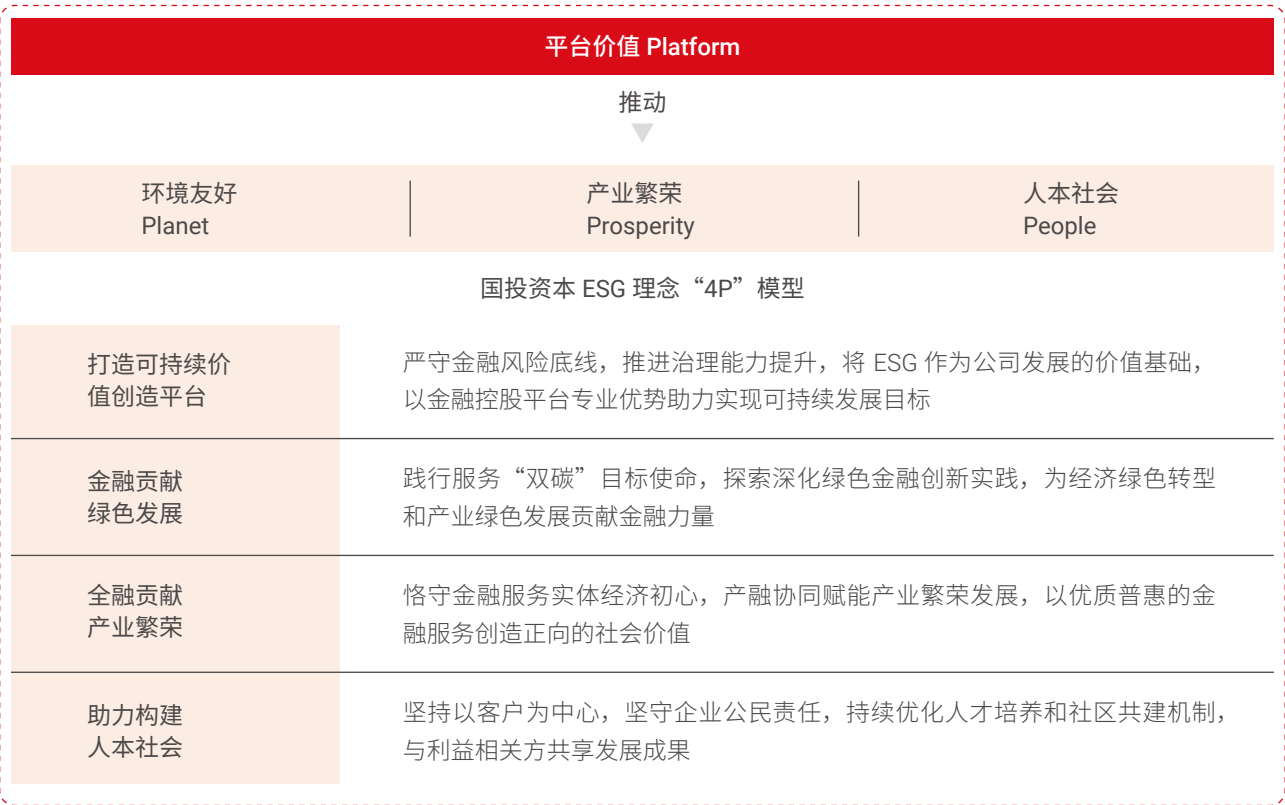 平台价值 Platform
推动
环境友好
Planet
产业繁荣
Prosperity
人本社会
People
国投资本 ESG 理念“4P”模型
打造可持续价
值创造平台
严守金融风险底线，推进治理能力提升，将 ESG 作为公司发展的价值基础，
以金融控股平台专业优势助力实现可持续发展目标
金融贡献
绿色发展
践行服务“双碳”目标使命，探索深化绿色金融创新实践，为经济绿色转型
和产业绿色发展贡献金融力量
全融贡献
产业繁荣
恪守金融服务实体经济初心，产融协同赋能产业繁荣发展，以优质普惠的金
融服务创造正向的社会价值
助力构建
人本社会
坚持以客户为中心，坚守企业公民责任，持续优化人才培养和社区共建机制，
与利益相关方共享发展成果